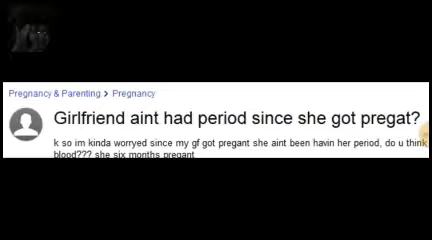 Pregnancy & Parenting > Pregnancy
Girlfriend aint had period since she got pregat?
k so im kinda worryed since my gf got pregant she aint been havin her period, do u think
blood??? she six months pregant